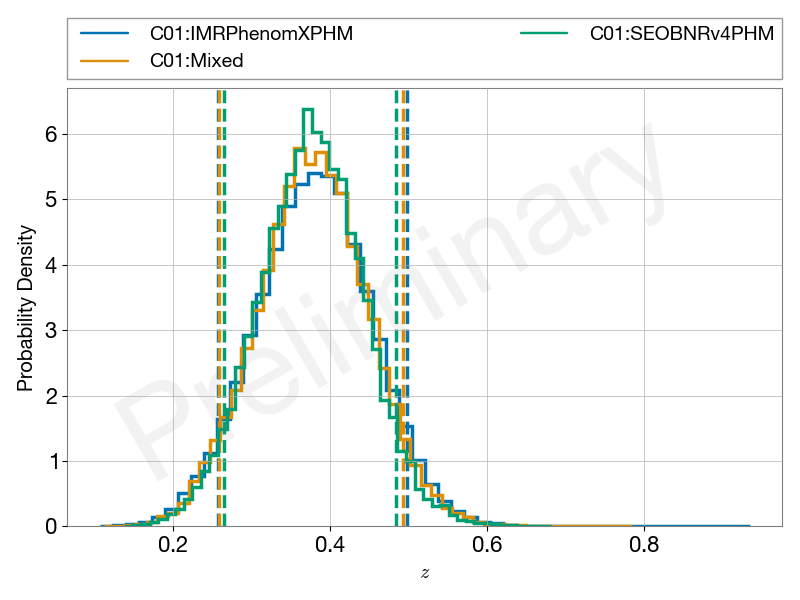 C01:IMRPhenomXPHM
C01:Mixed
C01:SEOBNRv4PHM
Preliminary
Probability Density
6
5
4
3
2
1
0
0.2 0.4 0.6 0.8
z